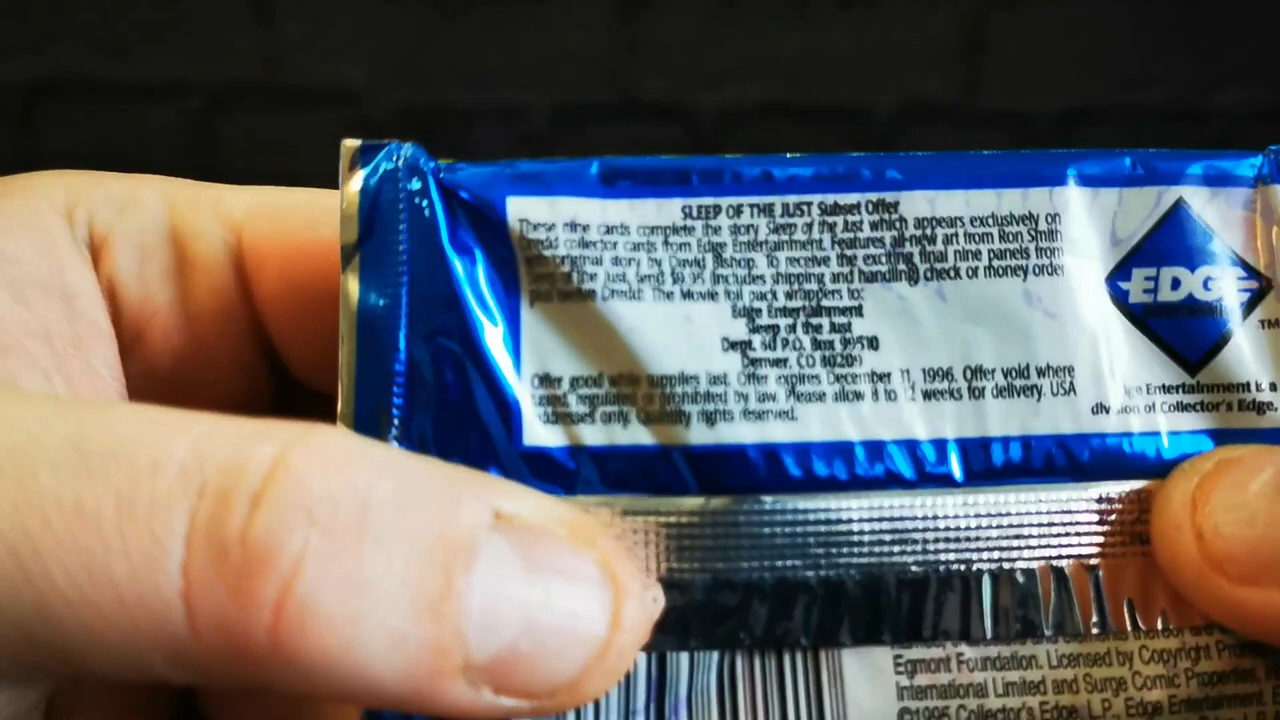 SLEEP OF THE JUST Subset Offer
These nine cards complete the story Sleep of the Just which appears exclusively on
Dredd collector cards from Edge Entertainment. Features all-new art from Ron Smith
original story by David Bishop. To receive the exciting final nine panels from
of the Just, send $9.95 (includes shipping and handling) check or money order
plus twelve Dredd: The Movie foil pack wrappers to:
Edge Entertainment
Sleep of the Just
Dept. P.O. Box 99510
Denver, CO 80209
Offer good while supplies last. Offer expires December 31, 1996. Offer void where
taxed, regulated or prohibited by law. Please allow 8 to 12 weeks for delivery. USA
addresses only. Quantity rights reserved.
EDGE
TM
Edge Entertainment is a
division of Collector's Edge,
elements thereof are
Egmont Foundation. Licensed by Copyright
International Limited and Surge Comic Properties,
©1995 Collector's Edge, L.P. Edge Entertainment,